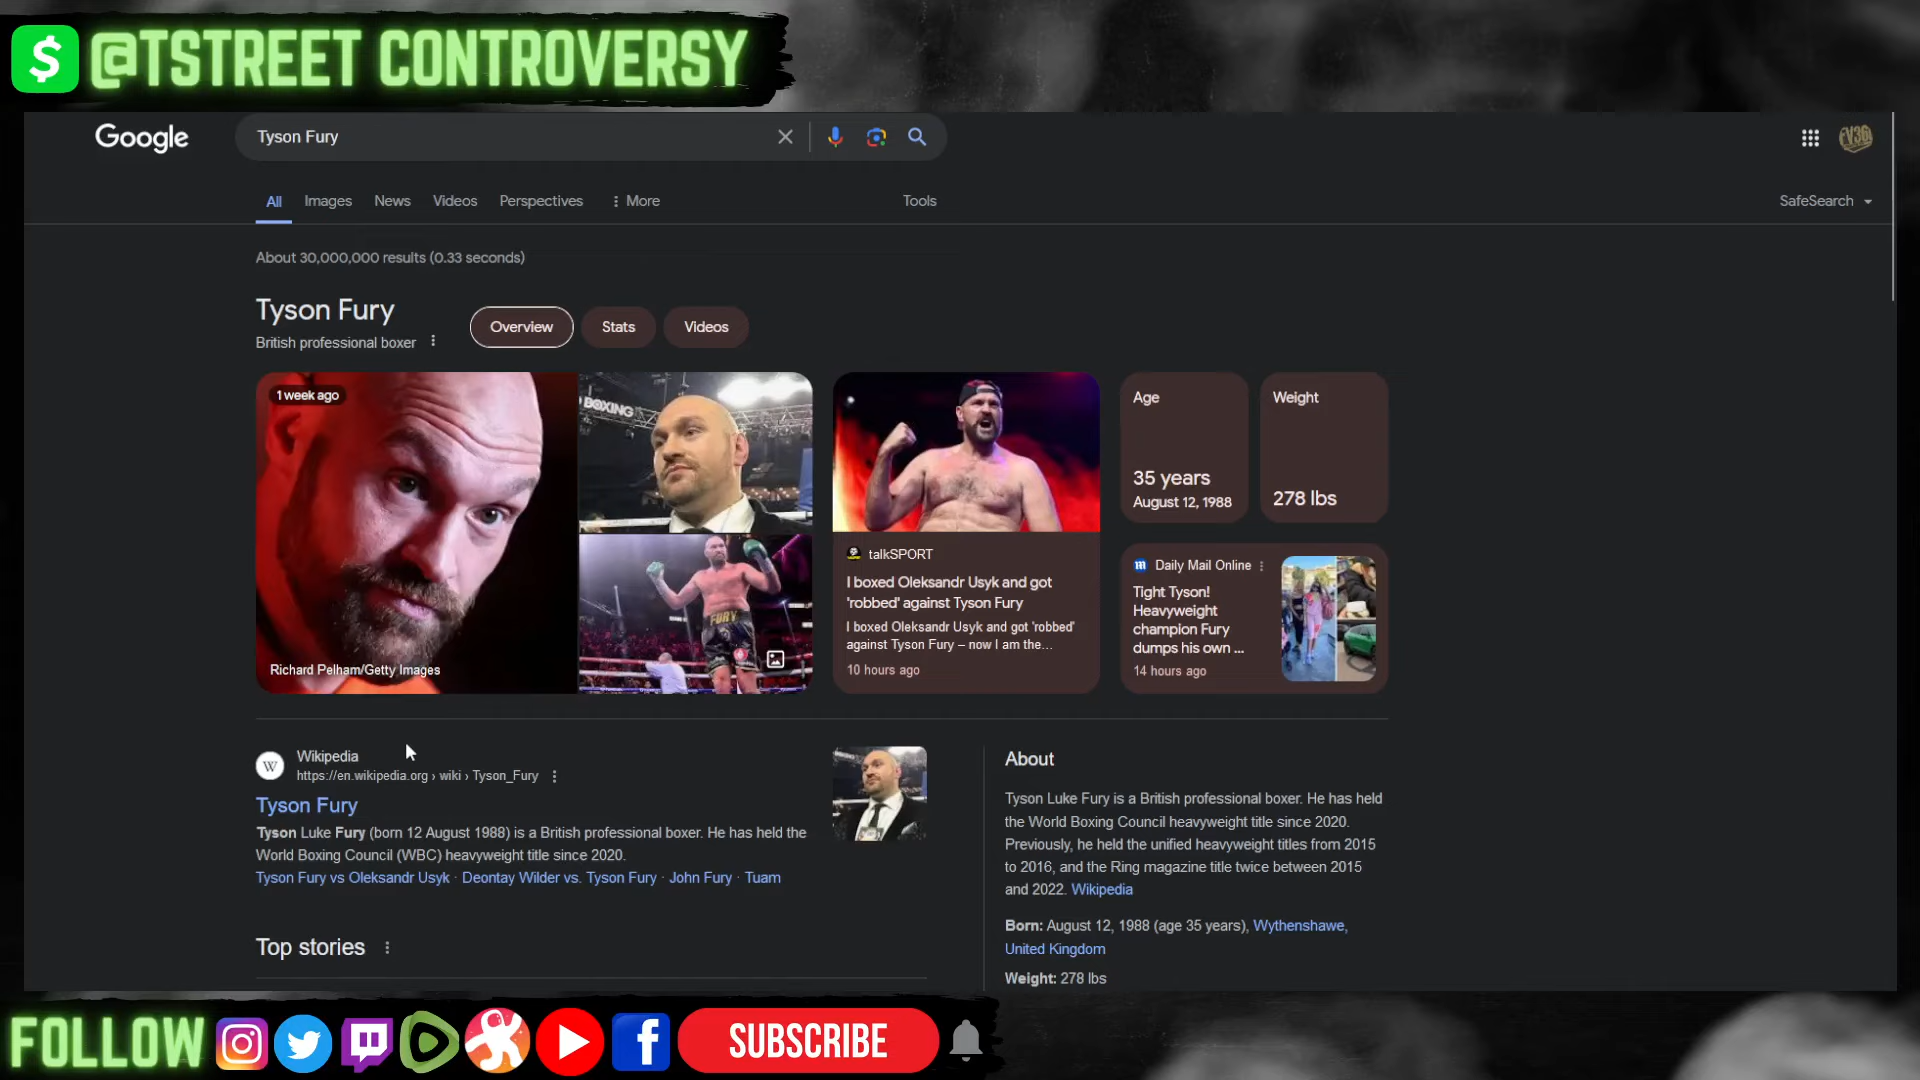 @TSTREET CONTROVERSY
Google
Tyson Fury
All Images News Videos Perspectives More Tools SafeSearch
About 30,000,000 results (0.33 seconds)
Tyson Fury
British professional boxer
Overview Stats Videos
1 week ago
BOXING
FURY
Richard Pelham/Getty Images
talkSPORT
I boxed Oleksandr Usyk and got
'robbed' against Tyson Fury
I boxed Oleksandr Usyk and got 'robbed'
against Tyson Fury – now I am the...
10 hours ago
Age
35 years
August 12, 1988
Weight
278 lbs
Daily Mail Online
Tight Tyson!
Heavyweight
champion Fury
dumps his own ...
14 hours ago
W
Wikipedia
https://en.wikipedia.org › wiki › Tyson_Fury
Tyson Fury
Tyson Luke Fury (born 12 August 1988) is a British professional boxer. He has held the
World Boxing Council (WBC) heavyweight title since 2020.
Tyson Fury vs Oleksandr Usyk · Deontay Wilder vs. Tyson Fury · John Fury · Tuam
Top stories
About
Tyson Luke Fury is a British professional boxer. He has held
the World Boxing Council heavyweight title since 2020.
Previously, he held the unified heavyweight titles from 2015
to 2016, and the Ring magazine title twice between 2015
and 2022. Wikipedia
Born: August 12, 1988 (age 35 years), Wythenshawe,
United Kingdom
Weight: 278 lbs
FOLLOW
SUBSCRIBE